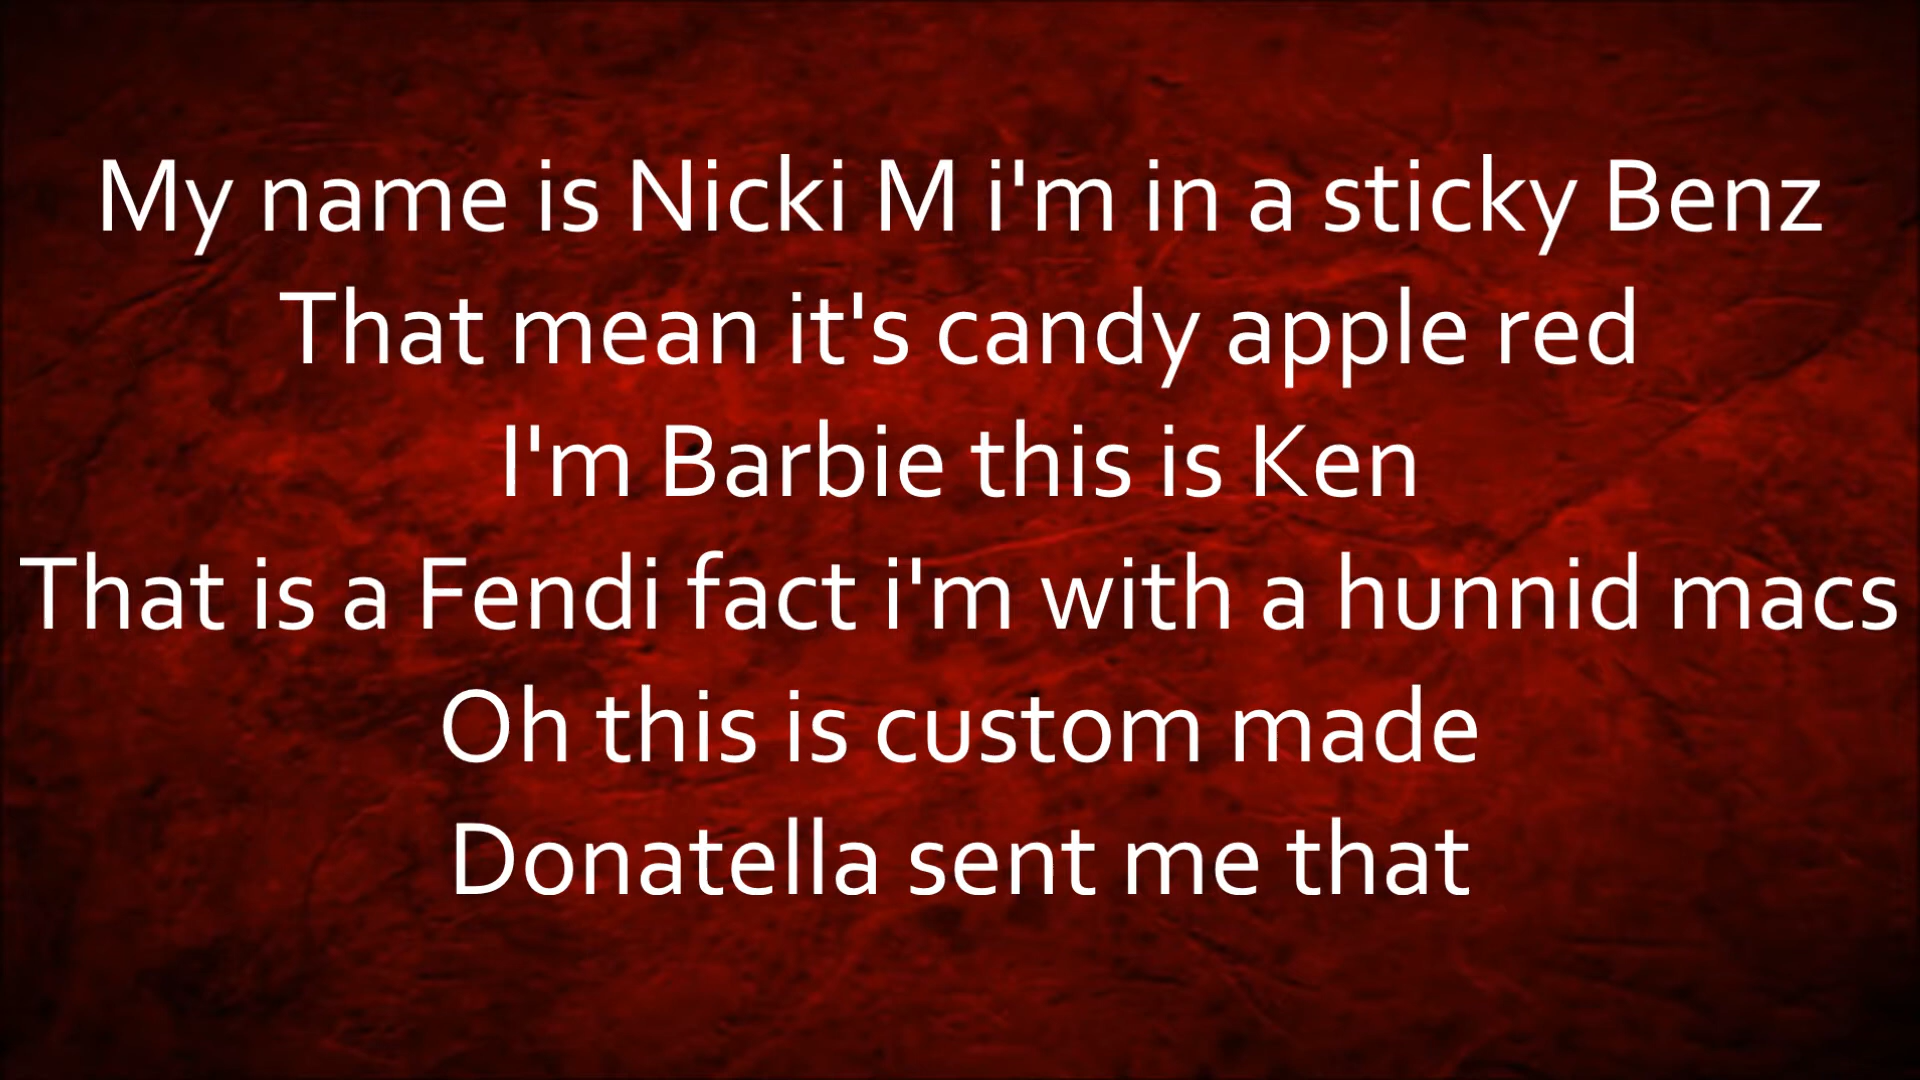 My name is Nicki M i'm in a sticky Benz
That mean it's candy apple red
I'm Barbie this is Ken
That is a Fendi fact i'm with a hunnid macs
Oh this is custom made
Donatella sent me that